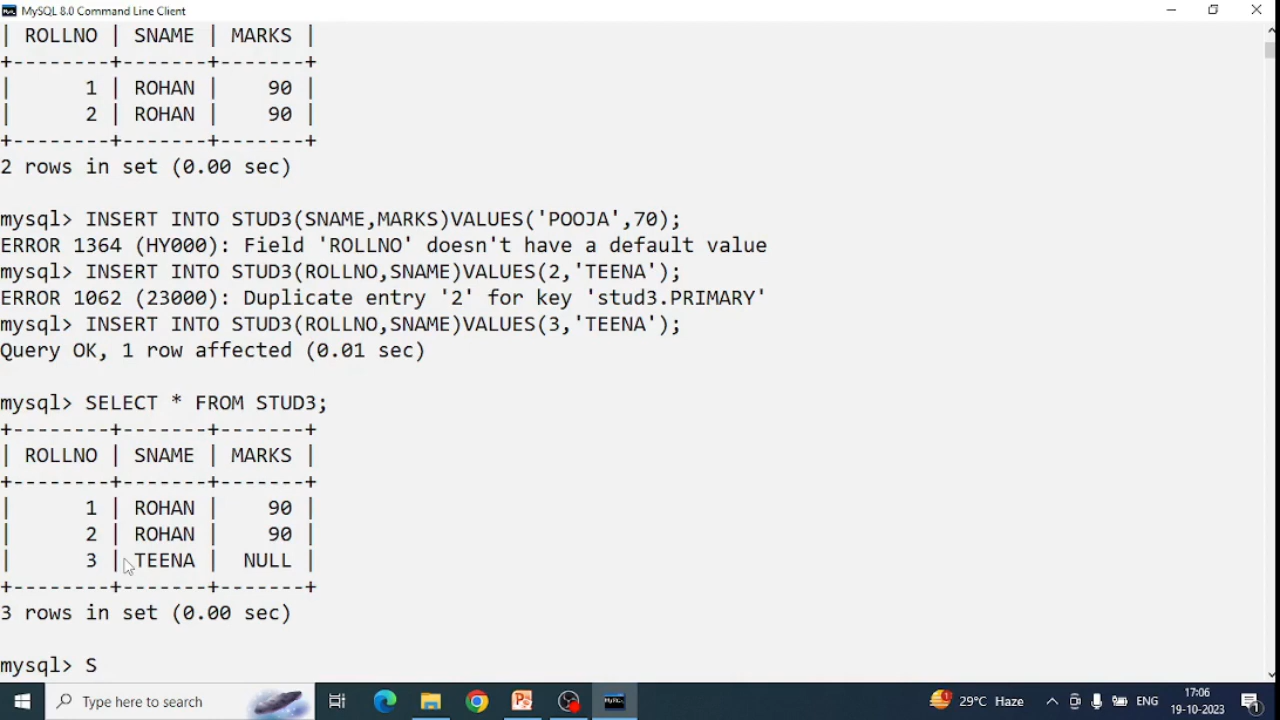 MySQL 8.0 Command Line Client
| ROLLNO | SNAME | MARKS |
+--------+-------+-------+
|      1 | ROHAN |    90 |
|      2 | ROHAN |    90 |
+--------+-------+-------+
2 rows in set (0.00 sec)
mysql> INSERT INTO STUD3(SNAME,MARKS)VALUES('POOJA',70);
ERROR 1364 (HY000): Field 'ROLLNO' doesn't have a default value
mysql> INSERT INTO STUD3(ROLLNO,SNAME)VALUES(2,'TEENA');
ERROR 1062 (23000): Duplicate entry '2' for key 'stud3.PRIMARY'
mysql> INSERT INTO STUD3(ROLLNO,SNAME)VALUES(3,'TEENA');
Query OK, 1 row affected (0.01 sec)
mysql> SELECT * FROM STUD3;
+--------+-------+-------+
| ROLLNO | SNAME | MARKS |
+--------+-------+-------+
|      1 | ROHAN |    90 |
|      2 | ROHAN |    90 |
|      3 | TEENA |  NULL |
+--------+-------+-------+
3 rows in set (0.00 sec)
mysql> S
Type here to search
29°C Haze
ENG
17:06
19-10-2023